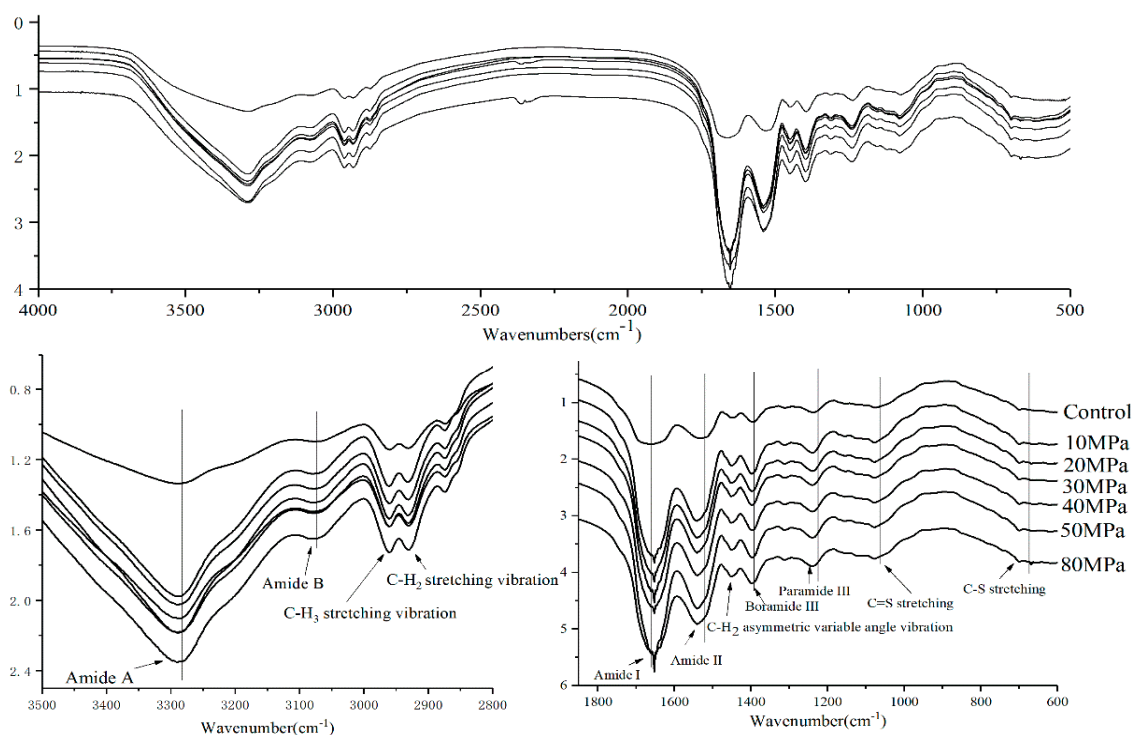 0
1
2
3
4
4000 3500 3000 2500 2000 1500 1000 500
Wavenumbers(cm⁻¹)
0.8
1.2
1.6
2.0
2.4
Amide A
Amide B
C-H₃ stretching vibration
C-H₂ stretching vibration
3500 3400 3300 3200 3100 3000 2900 2800
Wavenumber(cm⁻¹)
1
2
3
4
5
6
Control
10MPa
20MPa
30MPa
40MPa
50MPa
80MPa
Paramide III
Boramide III
C=S stretching
C-S stretching
C-H₂ asymmetric variable angle vibration
Amide II
Amide I
1800 1600 1400 1200 1000 800 600
Wavenumber(cm⁻¹)